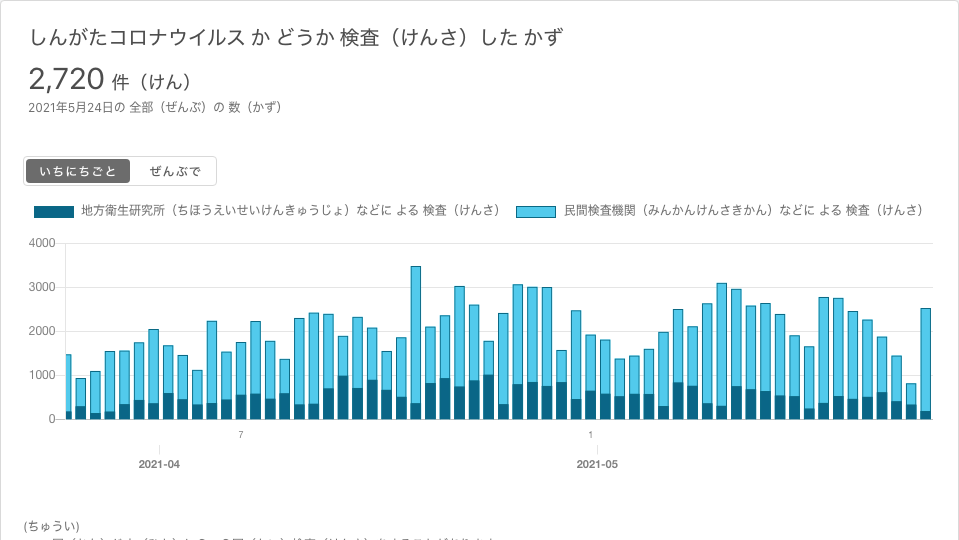 しんがたコロナウイルス か どうか 検査（けんさ）した かず
2,720 件（けん）
2021年5月24日の 全部（ぜんぶ）の 数（かず）
いちにちごと ぜんぶで
地方衛生研究所（ちほうえいせいけんきゅうじょ）などに よる 検査（けんさ） 民間検査機関（みんかんけんさきかん）などに よる 検査（けんさ）
4000
3000
2000
1000
0
7 1
2021-04 2021-05
(ちゅうい)